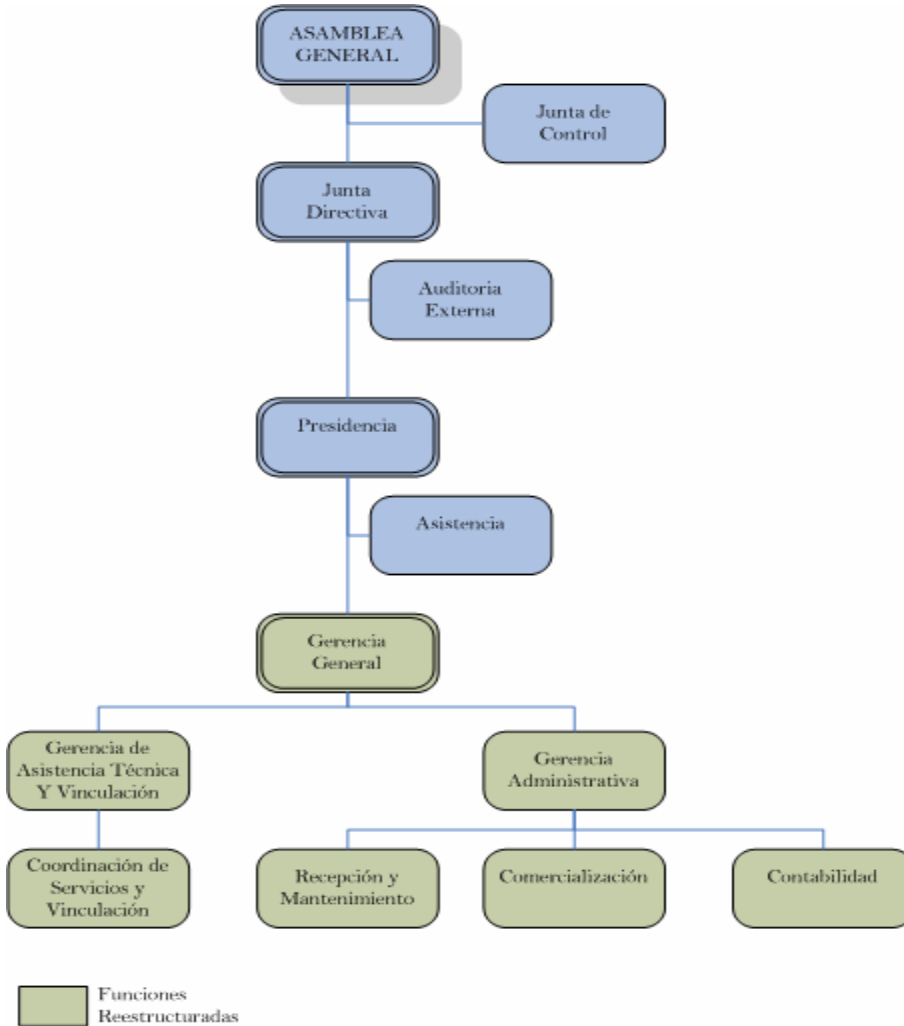 ASAMBLEA
GENERAL
Junta de
Control
Junta
Directiva
Auditoria
Externa
Presidencia
Asistencia
Gerencia
General
Gerencia de
Asistencia Técnica
Y Vinculación
Gerencia
Administrativa
Coordinación de
Servicios y
Vinculación
Recepción y
Mantenimiento
Comercialización
Contabilidad
Funciones
Reestructuradas